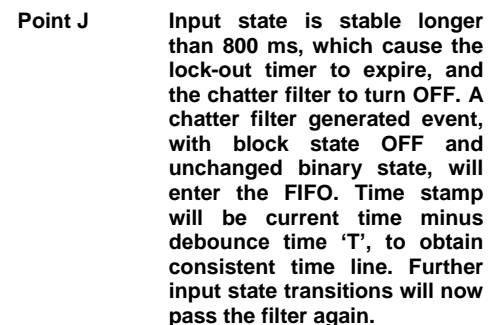 Point J Input state is stable longer
than 800 ms, which cause the
lock-out timer to expire, and
the chatter filter to turn OFF. A
chatter filter generated event,
with block state OFF and
unchanged binary state, will
enter the FIFO. Time stamp
will be current time minus
debounce time ‘T’, to obtain
consistent time line. Further
input state transitions will now
pass the filter again.